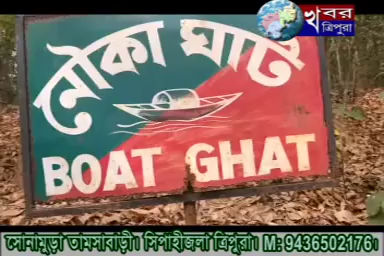 খবর
ত্রিপুরা
নৌকা ঘাট
BOAT GHAT
সোনামুড়া তামসাবাড়ী। সিপাহীজলা ত্রিপুরা। M: 9436502176।